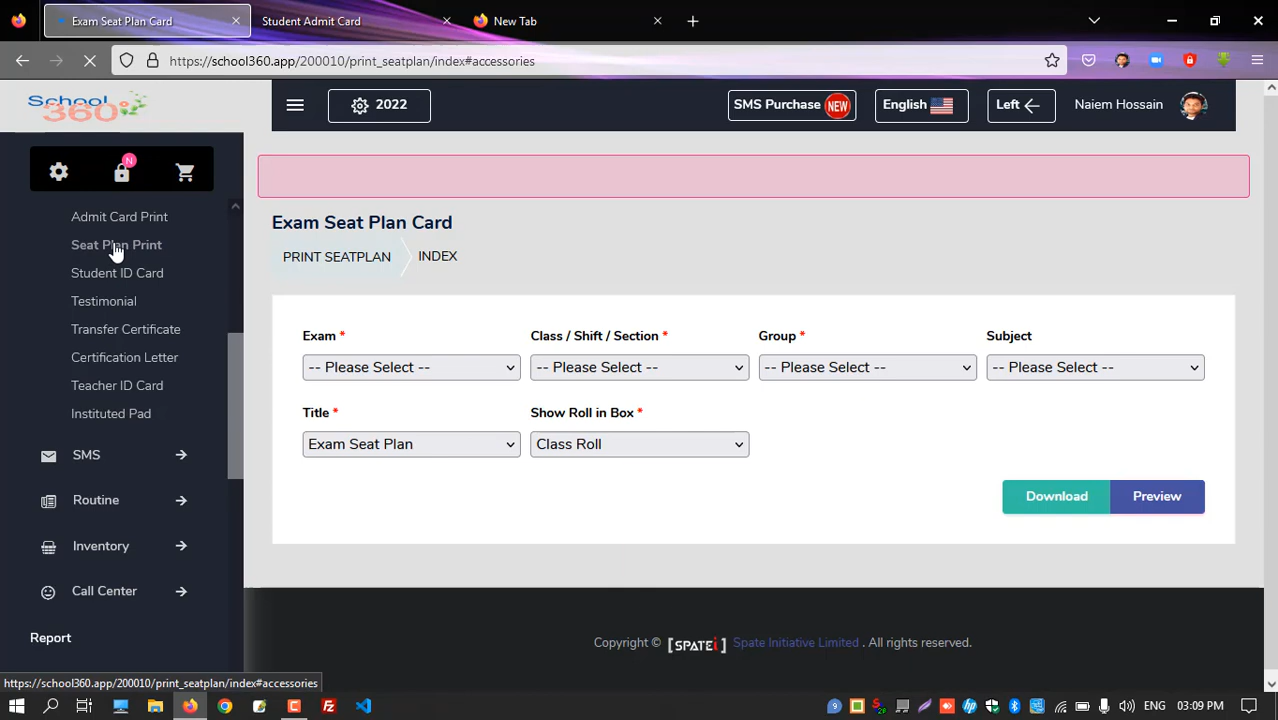 Exam Seat Plan Card
Student Admit Card
New Tab
https://school360.app/200010/print_seatplan/index#accessories
School 360°
2022
SMS Purchase NEW
English
Left
Naiem Hossain
N
Admit Card Print
Seat Plan Print
Student ID Card
Testimonial
Transfer Certificate
Certification Letter
Teacher ID Card
Instituted Pad
SMS
Routine
Inventory
Call Center
Report
Exam Seat Plan Card
PRINT SEATPLAN
INDEX
Exam *
Class / Shift / Section *
Group *
Subject
-- Please Select --
-- Please Select --
-- Please Select --
-- Please Select --
Title *
Show Roll in Box *
Exam Seat Plan
Class Roll
Download
Preview
Copyright © [SPATEi] Spate Initiative Limited . All rights reserved.
https://school360.app/200010/print_seatplan/index#accessories
ENG
03:09 PM